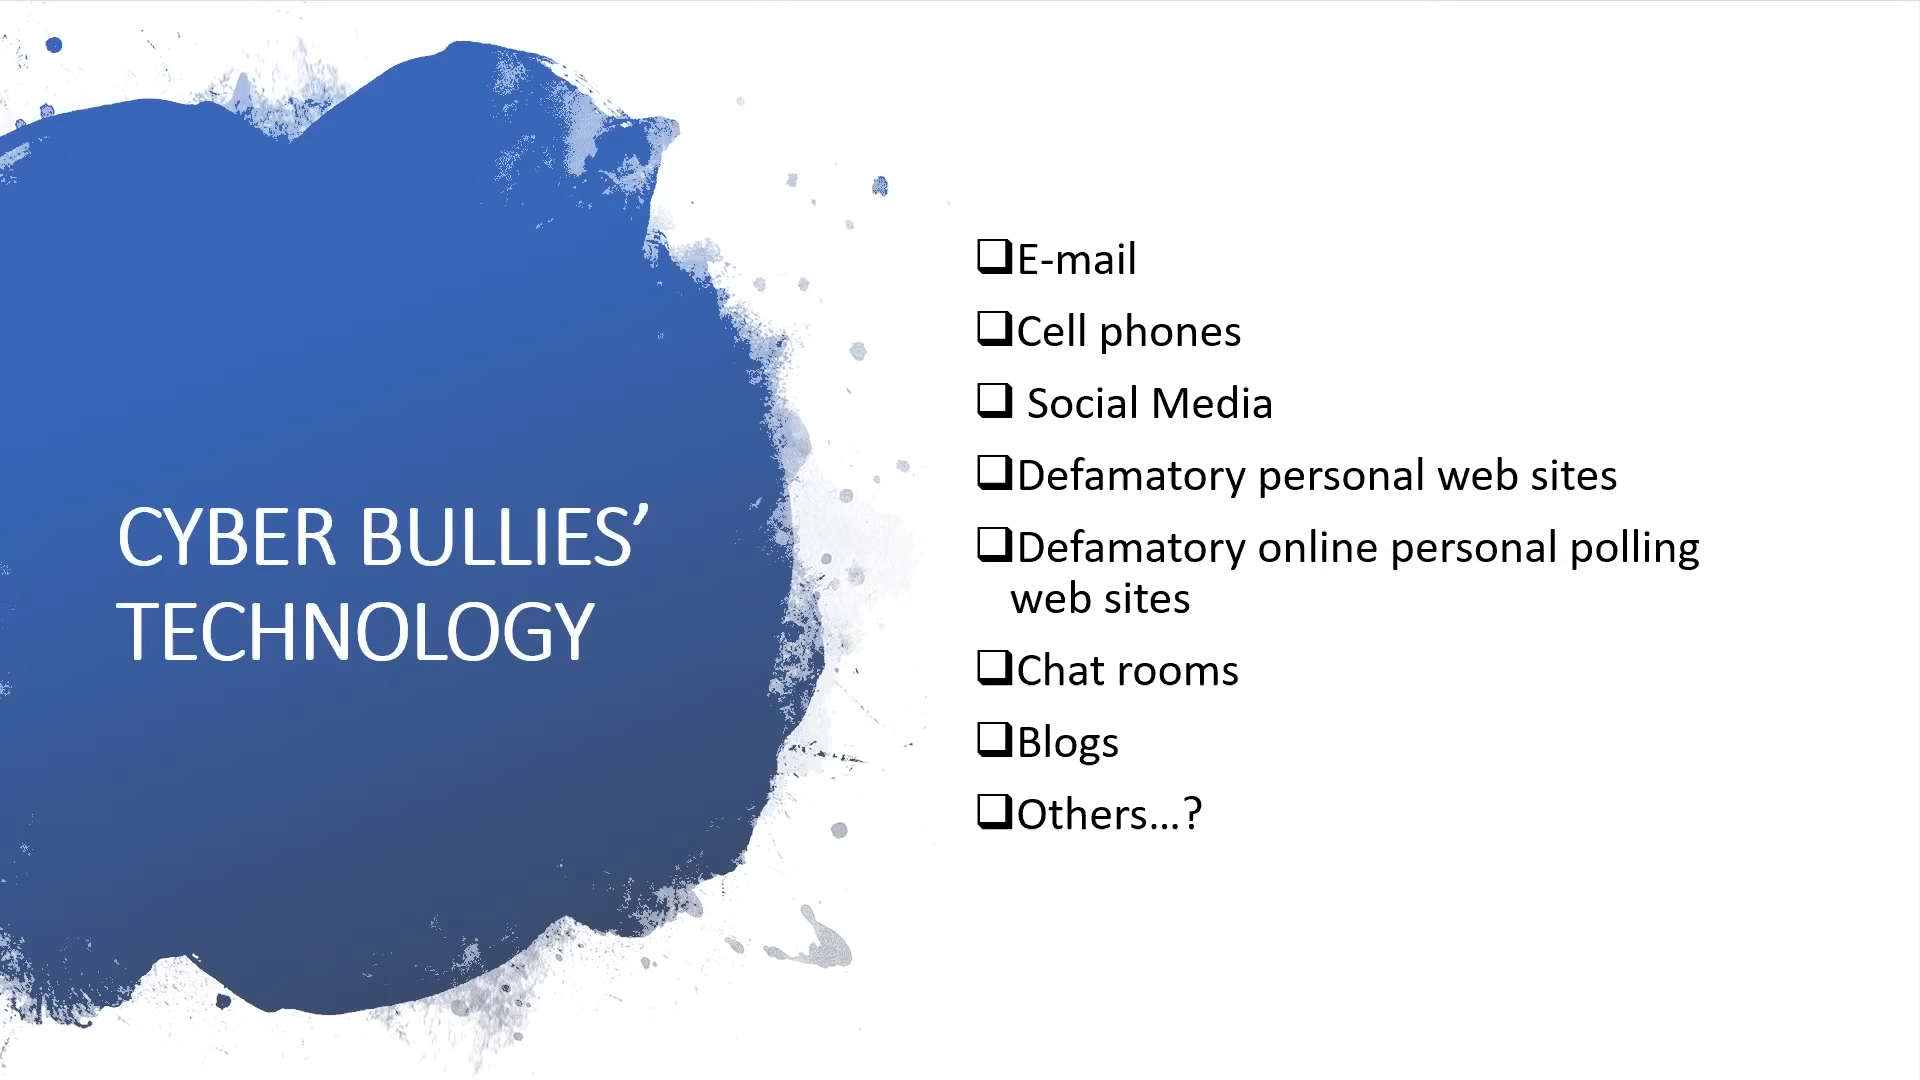 CYBER BULLIES’
TECHNOLOGY
❑E-mail
❑Cell phones
❑ Social Media
❑Defamatory personal web sites
❑Defamatory online personal polling
web sites
❑Chat rooms
❑Blogs
❑Others...?